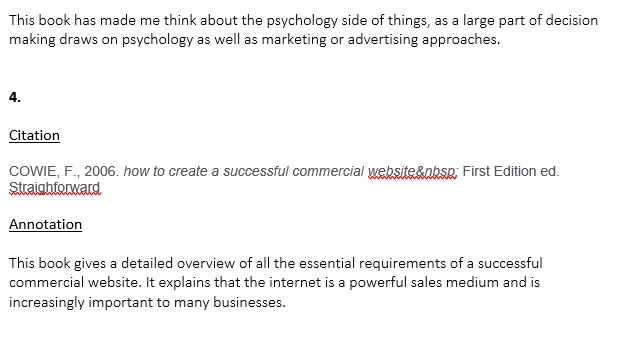 This book has made me think about the psychology side of things, as a large part of decision
making draws on psychology as well as marketing or advertising approaches.
4.
Citation
COWIE, F., 2006. how to create a successful commercial website&nbsp; First Edition ed.
Straighforward
Annotation
This book gives a detailed overview of all the essential requirements of a successful
commercial website. It explains that the internet is a powerful sales medium and is
increasingly important to many businesses.